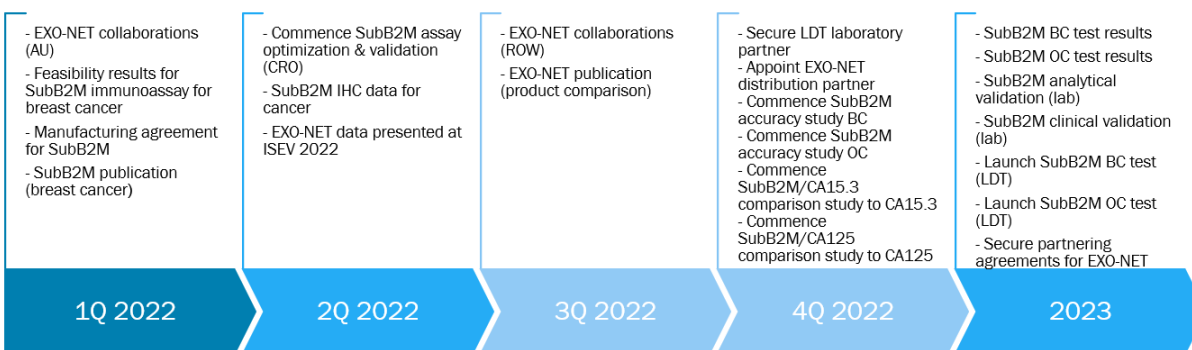 - EXO-NET collaborations
(AU)
- Feasibility results for
SubB2M immunoassay for
breast cancer
- Manufacturing agreement
for SubB2M
- SubB2M publication
(breast cancer)
- Commence SubB2M assay
optimization & validation
(CRO)
- SubB2M IHC data for
cancer
- EXO-NET data presented at
ISEV 2022
- EXO-NET collaborations
(ROW)
- EXO-NET publication
(product comparison)
- Secure LDT laboratory
partner
- Appoint EXO-NET
distribution partner
- Commence SubB2M
accuracy study BC
- Commence SubB2M
accuracy study OC
- Commence
SubB2M/CA15.3
comparison study to CA15.3
- Commence
SubB2M/CA125
comparison study to CA125
- SubB2M BC test results
- SubB2M OC test results
- SubB2M analytical
validation (lab)
- SubB2M clinical validation
(lab)
- Launch SubB2M BC test
(LDT)
- Launch SubB2M OC test
(LDT)
- Secure partnering
agreements for EXO-NET
1Q 2022
2Q 2022
3Q 2022
4Q 2022
2023